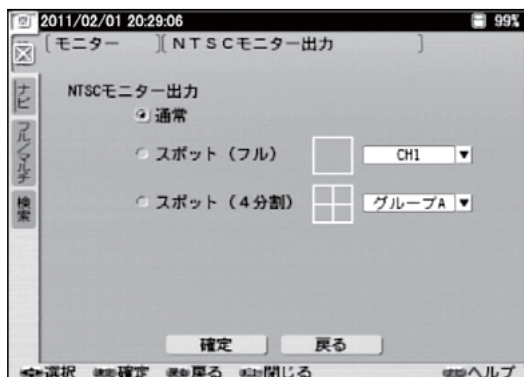 2011/02/01 20:29:06 99%
[モニター ][NTSCモニター出力 ]
ナビ
フル/マルチ
検索
NTSCモニター出力
通常
スポット(フル) CH1
スポット(4分割) グループA
確定 戻る
選択 確定 戻る 閉じる ヘルプ